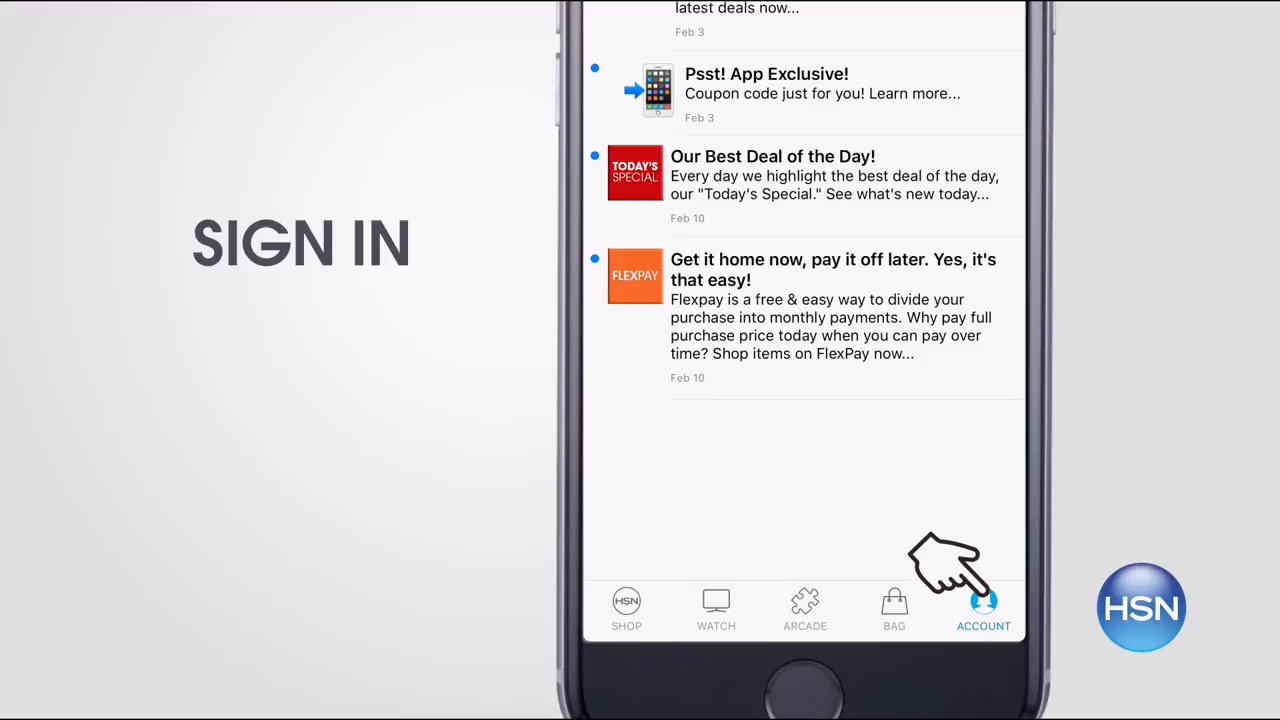 SIGN IN
latest deals now...
Feb 3
Psst! App Exclusive!
Coupon code just for you! Learn more...
Feb 3
TODAY'S
SPECIAL
Our Best Deal of the Day!
Every day we highlight the best deal of the day,
our "Today's Special." See what's new today...
Feb 10
FLEXPAY
Get it home now, pay it off later. Yes, it's
that easy!
Flexpay is a free & easy way to divide your
purchase into monthly payments. Why pay full
purchase price today when you can pay over
time? Shop items on FlexPay now...
Feb 10
HSN
SHOP
WATCH
ARCADE
BAG
ACCOUNT
HSN